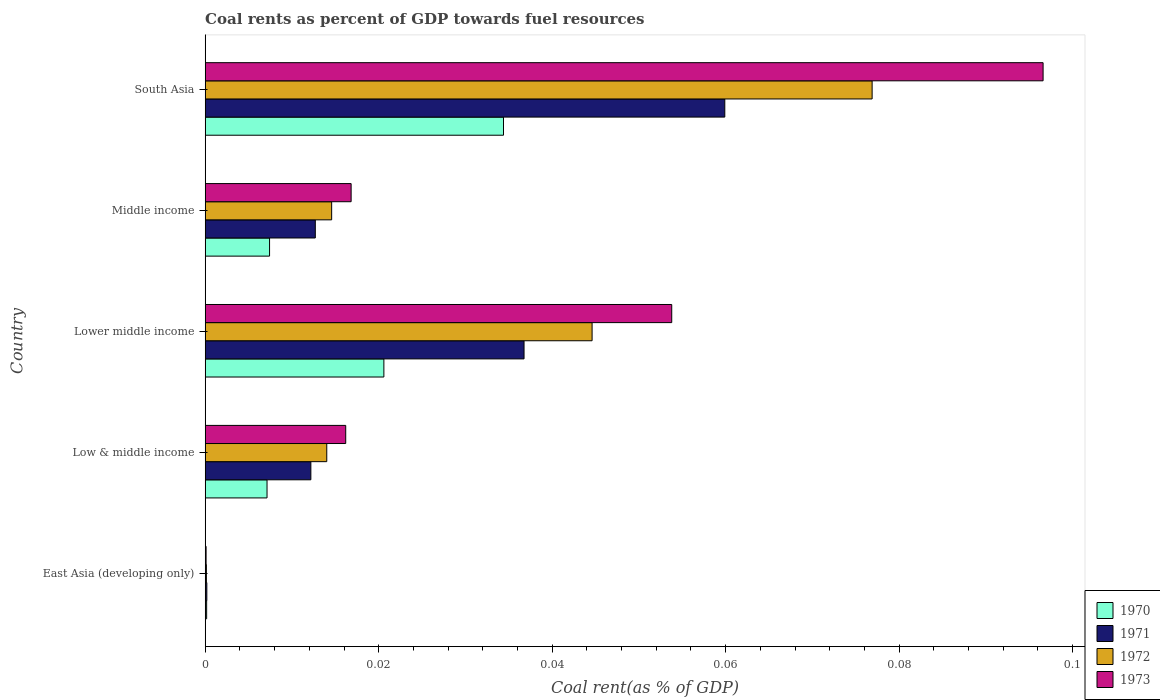 Coal rents as percent of GDP towards fuel resources
South Asia
Middle income
Lower middle income
Low & middle income
East Asia (developing only)
Country
0
0.02
0.04
0.06
0.08
0.1
Coal rent(as % of GDP)
1970
1971
1972
1973